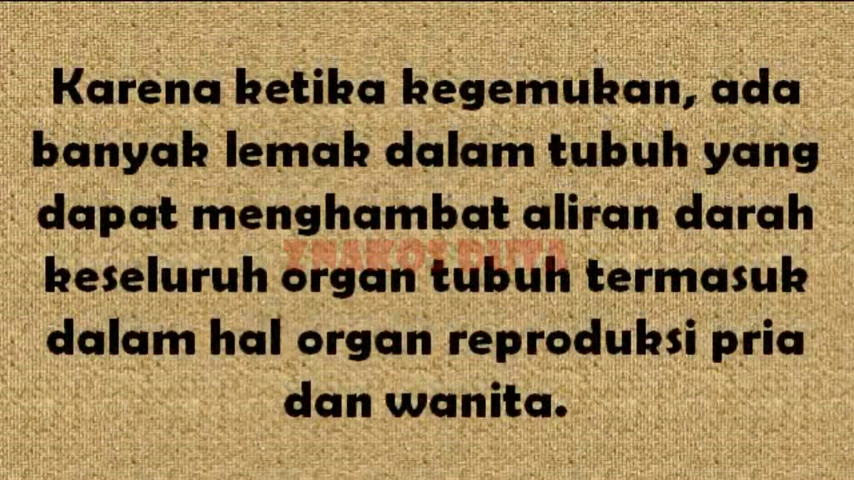 Karena ketika kegemukan, ada
banyak lemak dalam tubuh yang
dapat menghambat aliran darah
keseluruh organ tubuh termasuk
dalam hal organ reproduksi pria
dan wanita.